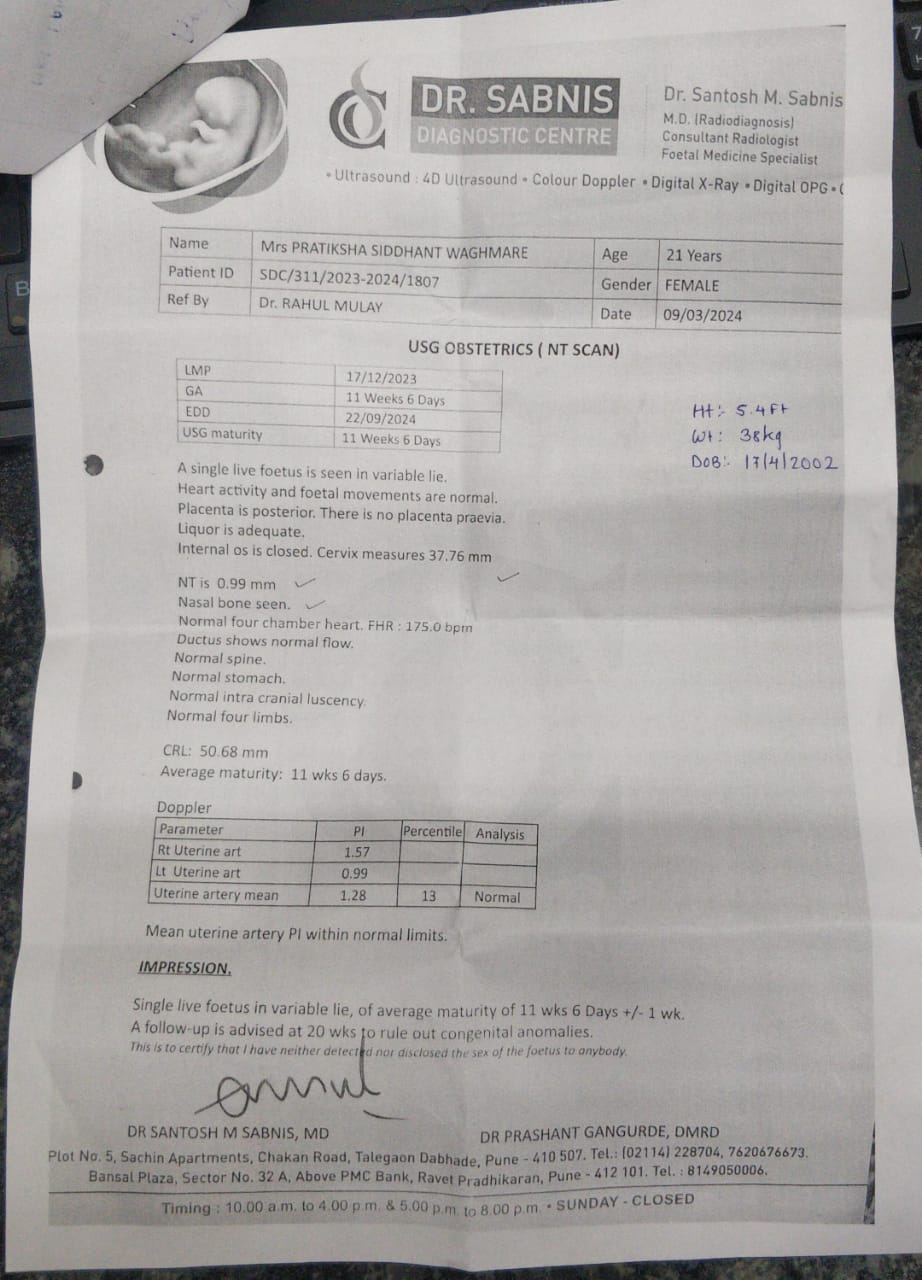 DR. SABNIS
DIAGNOSTIC CENTRE
Dr. Santosh M. Sabnis
M.D. (Radiodiagnosis)
Consultant Radiologist
Foetal Medicine Specialist
• Ultrasound : 4D Ultrasound • Colour Doppler • Digital X-Ray • Digital OPG •
Name Mrs PRATIKSHA SIDDHANT WAGHMARE Age 21 Years
Patient ID SDC/311/2023-2024/1807 Gender FEMALE
Ref By Dr. RAHUL MULAY Date 09/03/2024
USG OBSTETRICS ( NT SCAN)
LMP 17/12/2023
GA 11 Weeks 6 Days
EDD 22/09/2024
USG maturity 11 Weeks 6 Days
Ht:- 5.4Ft
Wt: 38kg
DOB:- 17/4/2002
A single live foetus is seen in variable lie.
Heart activity and foetal movements are normal.
Placenta is posterior. There is no placenta praevia.
Liquor is adequate.
Internal os is closed. Cervix measures 37.76 mm
NT is 0.99 mm
Nasal bone seen.
Normal four chamber heart. FHR : 175.0 bpm
Ductus shows normal flow.
Normal spine.
Normal stomach.
Normal intra cranial luscency.
Normal four limbs.
CRL: 50.68 mm
Average maturity: 11 wks 6 days.
Doppler
Parameter PI Percentile Analysis
Rt Uterine art 1.57
Lt Uterine art 0.99
Uterine artery mean 1.28 13 Normal
Mean uterine artery PI within normal limits.
IMPRESSION.
Single live foetus in variable lie, of average maturity of 11 wks 6 Days +/- 1 wk.
A follow-up is advised at 20 wks to rule out congenital anomalies.
This is to certify that I have neither detected nor disclosed the sex of the foetus to anybody.
DR SANTOSH M SABNIS, MD DR PRASHANT GANGURDE, DMRD
Plot No. 5, Sachin Apartments, Chakan Road, Talegaon Dabhade, Pune - 410 507. Tel.: (02114) 228704, 7620676673.
Bansal Plaza, Sector No. 32 A, Above PMC Bank, Ravet Pradhikaran, Pune - 412 101. Tel. : 8149050006.
Timing : 10.00 a.m. to 4.00 p.m. & 5.00 p.m. to 8.00 p.m. • SUNDAY - CLOSED